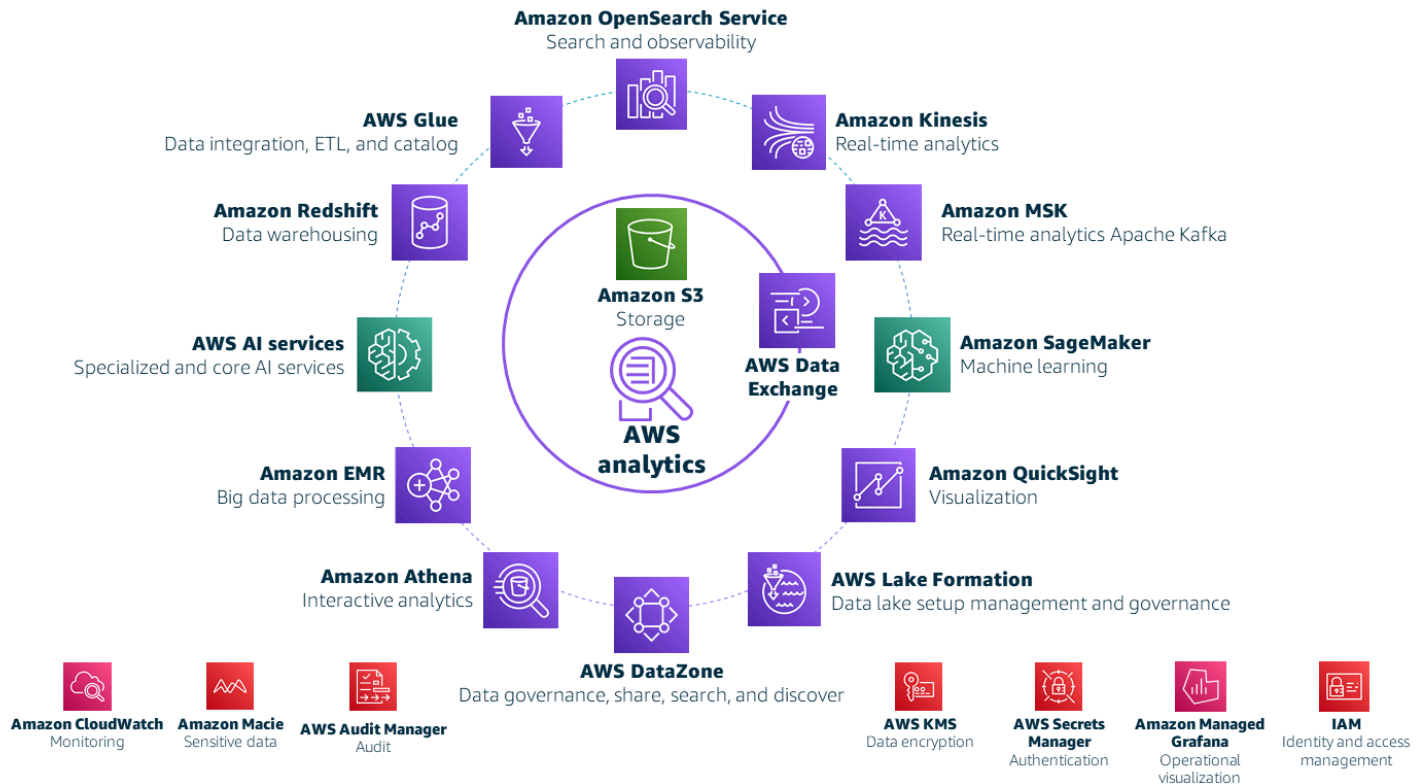 Amazon OpenSearch Service
Search and observability
AWS Glue
Data integration, ETL, and catalog
Amazon Kinesis
Real-time analytics
Amazon Redshift
Data warehousing
Amazon MSK
Real-time analytics Apache Kafka
K
Amazon S3
Storage
AWS Data
Exchange
AWS AI services
Specialized and core AI services
Amazon SageMaker
Machine learning
AWS
analytics
Amazon EMR
Big data processing
Amazon QuickSight
Visualization
Amazon Athena
Interactive analytics
AWS Lake Formation
Data lake setup management and governance
AWS DataZone
Data governance, share, search, and discover
Amazon CloudWatch
Monitoring
Amazon Macie
Sensitive data
AWS Audit Manager
Audit
AWS KMS
Data encryption
AWS Secrets
Manager
Authentication
Amazon Managed
Grafana
Operational
visualization
IAM
Identity and access
management